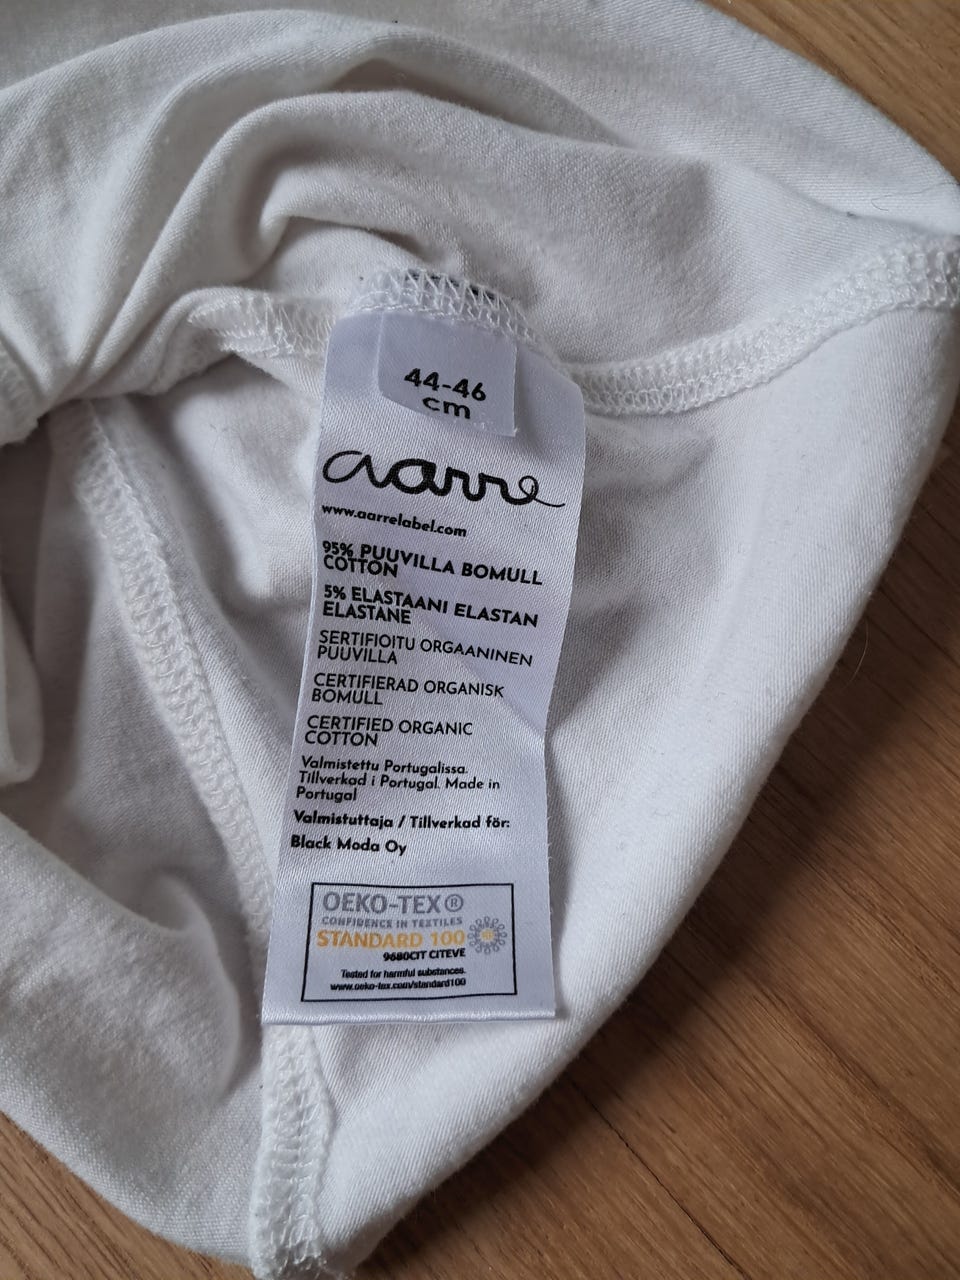 44-46
cm
aarre
www.aarrelabel.com
95% PUUVILLA BOMULL
COTTON
5% ELASTAANI ELASTAN
ELASTANE
SERTIFIOITU ORGAANINEN
PUUVILLA
CERTIFIERAD ORGANISK
BOMULL
CERTIFIED ORGANIC
COTTON
Valmistettu Portugalissa.
Tillverkad i Portugal. Made in
Portugal
Valmistuttaja / Tillverkad för:
Black Moda Oy
OEKO-TEX®
CONFIDENCE IN TEXTILES
STANDARD 100
9680CIT CITEVE
Tested for harmful substances.
www.oeko-tex.com/standard100